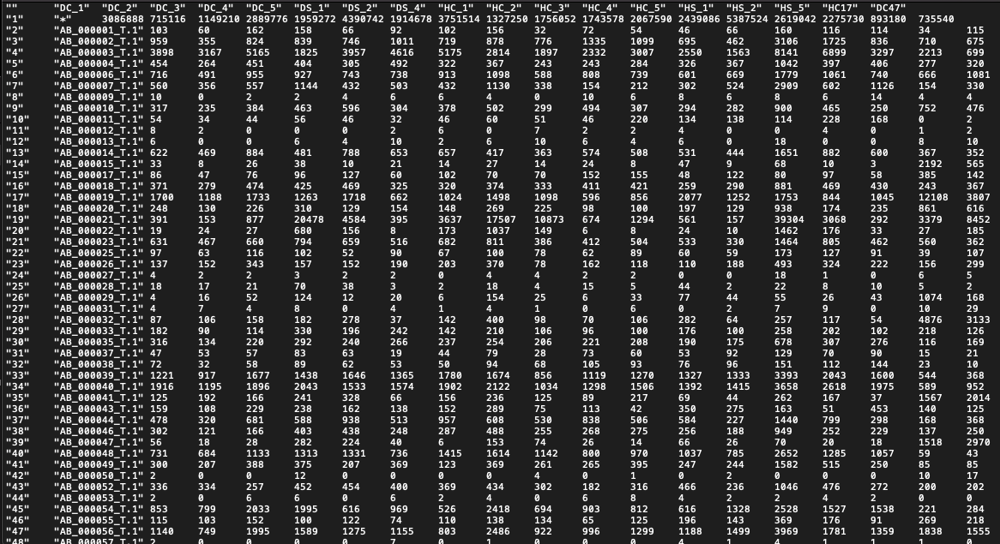 "" "DC_1" "DC_2" "DC_3" "DC_4" "DC_5" "DS_1" "DS_2" "DS_4" "HC_1" "HC_2" "HC_3" "HC_4" "HC_5" "HS_1" "HS_2" "HS_5" "HC17" "DC47"
"1" "*" 3086888 715116 1149210 2889776 1959272 4390742 1914678 3751514 1327250 1756052 1743578 2067590 2439086 5387524 2619042 2275730 893180 735540
"2" "AB_000001_T.1" 103 60 162 158 66 92 102 156 32 72 54 46 66 160 116 114 34 115
"3" "AB_000002_T.1" 959 355 824 839 746 1011 719 878 776 1335 1099 695 462 3106 1725 836 710 675
"4" "AB_000003_T.1" 3898 3167 5165 1825 3957 4616 5175 2814 1897 2332 3007 2550 1563 8141 6899 3297 2213 699
"5" "AB_000004_T.1" 454 264 451 404 305 492 322 367 243 243 284 326 367 1042 397 406 277 320
"6" "AB_000006_T.1" 716 491 955 927 743 738 913 1098 588 808 739 601 669 1779 1061 740 666 1081
"7" "AB_000007_T.1" 560 356 557 1144 432 503 432 1130 338 154 212 302 524 2909 602 1126 154 330
"8" "AB_000009_T.1" 10 0 2 2 4 6 6 4 0 10 6 8 6 8 6 14 4 4
"9" "AB_000010_T.1" 317 235 384 463 596 304 378 502 299 494 307 294 282 900 465 250 752 476
"10" "AB_000011_T.1" 54 34 44 56 46 32 46 60 51 46 220 134 138 114 228 168 0 2
"11" "AB_000012_T.1" 8 2 0 0 0 2 6 0 7 2 2 4 0 0 4 0 1 2
"12" "AB_000013_T.1" 6 0 0 6 4 10 2 6 10 6 4 6 0 18 0 0 8 10
"13" "AB_000014_T.1" 622 469 884 481 788 653 657 417 363 574 508 531 444 1651 882 600 367 352
"14" "AB_000015_T.1" 33 8 26 38 10 21 14 27 14 24 8 47 9 68 10 3 2192 565
"15" "AB_000017_T.1" 86 47 76 96 127 60 102 70 70 152 155 48 122 80 97 58 385 142
"16" "AB_000018_T.1" 371 279 474 425 469 325 320 374 333 411 421 259 290 881 469 430 243 367
"17" "AB_000019_T.1" 1700 1188 1733 1263 1718 662 1024 1498 1098 596 856 2077 1252 1753 844 1045 12108 3807
"18" "AB_000020_T.1" 248 130 226 310 129 154 148 269 225 98 100 197 129 938 174 235 861 616
"19" "AB_000021_T.1" 391 153 877 20478 4584 395 3637 17507 10873 674 1294 561 157 39304 3068 292 3379 8452
"20" "AB_000022_T.1" 19 24 27 680 156 8 173 1037 149 6 8 24 10 1462 176 33 27 185
"21" "AB_000023_T.1" 631 467 660 794 659 516 682 811 386 412 504 533 330 1464 805 462 560 362
"22" "AB_000025_T.1" 97 63 116 102 52 90 67 100 78 62 89 60 59 173 127 91 39 107
"23" "AB_000026_T.1" 137 152 343 157 152 190 203 370 78 162 118 110 188 493 324 222 156 299
"24" "AB_000027_T.1" 4 2 2 3 2 2 0 4 4 2 2 0 0 18 1 0 6 5
"25" "AB_000028_T.1" 18 17 21 70 38 3 2 18 4 15 5 44 2 22 8 10 5 2
"26" "AB_000029_T.1" 4 16 52 124 12 20 6 154 25 6 33 77 44 55 26 43 1074 168
"27" "AB_000031_T.1" 4 7 4 8 0 4 1 4 1 0 6 0 2 7 9 0 10 29
"28" "AB_000032_T.1" 87 106 158 182 278 37 142 400 98 70 106 282 64 257 117 54 4876 3133
"29" "AB_000033_T.1" 182 90 114 330 196 242 142 210 106 96 100 176 100 258 202 102 218 126
"30" "AB_000035_T.1" 316 134 220 292 240 266 237 254 206 221 208 190 175 678 307 276 116 169
"31" "AB_000037_T.1" 47 53 57 83 63 19 44 79 28 73 60 53 92 129 70 90 15 21
"32" "AB_000038_T.1" 72 32 58 89 62 53 50 94 68 105 93 76 96 151 112 144 23 10
"33" "AB_000039_T.1" 1221 917 1677 1438 1646 1365 1780 1674 856 1119 1270 1327 1333 3393 2043 1600 544 368
"34" "AB_000040_T.1" 1916 1195 1896 2043 1533 1574 1902 2122 1034 1298 1506 1392 1415 3658 2618 1975 589 952
"35" "AB_000041_T.1" 125 192 166 241 328 66 156 236 125 89 217 69 44 262 167 37 1567 2014
"36" "AB_000043_T.1" 159 108 229 238 162 138 152 289 75 113 42 350 275 163 51 453 140 125
"37" "AB_000044_T.1" 478 320 681 588 938 513 957 608 530 838 506 584 227 1440 799 298 168 368
"38" "AB_000046_T.1" 302 121 166 403 438 248 287 488 255 268 275 256 188 949 252 229 137 250
"39" "AB_000047_T.1" 56 18 28 282 224 40 6 153 74 26 14 66 26 70 20 18 1518 2970
"40" "AB_000048_T.1" 731 684 1133 1313 1331 736 1415 1614 1142 800 970 1037 785 2652 1285 1057 59 43
"41" "AB_000049_T.1" 300 207 388 375 207 369 123 369 261 265 395 247 244 1582 515 250 85 85
"42" "AB_000050_T.1" 2 0 0 12 0 0 0 0 4 0 1 0 2 0 0 0 10 17
"43" "AB_000052_T.1" 336 334 257 452 454 400 369 434 302 182 316 466 236 1046 476 272 200 202
"44" "AB_000053_T.1" 2 0 6 6 2 4 0 6 0 6 8 4 2 2 4 2 0 0
"45" "AB_000054_T.1" 853 799 2033 1995 616 969 526 2418 694 903 812 616 1328 2528 1527 1538 221 284
"46" "AB_000055_T.1" 115 103 152 100 122 74 110 138 134 65 125 196 143 369 176 91 269 218
"47" "AB_000056_T.1" 1140 749 1995 1589 1275 1155 803 2486 922 996 1299 1188 1499 3969 1781 1359 1838 1555
"48" "AB_000057_T.1" 2 0 0 0 0 7 0 1 0 0 0 4 4 1 4 0 0 0